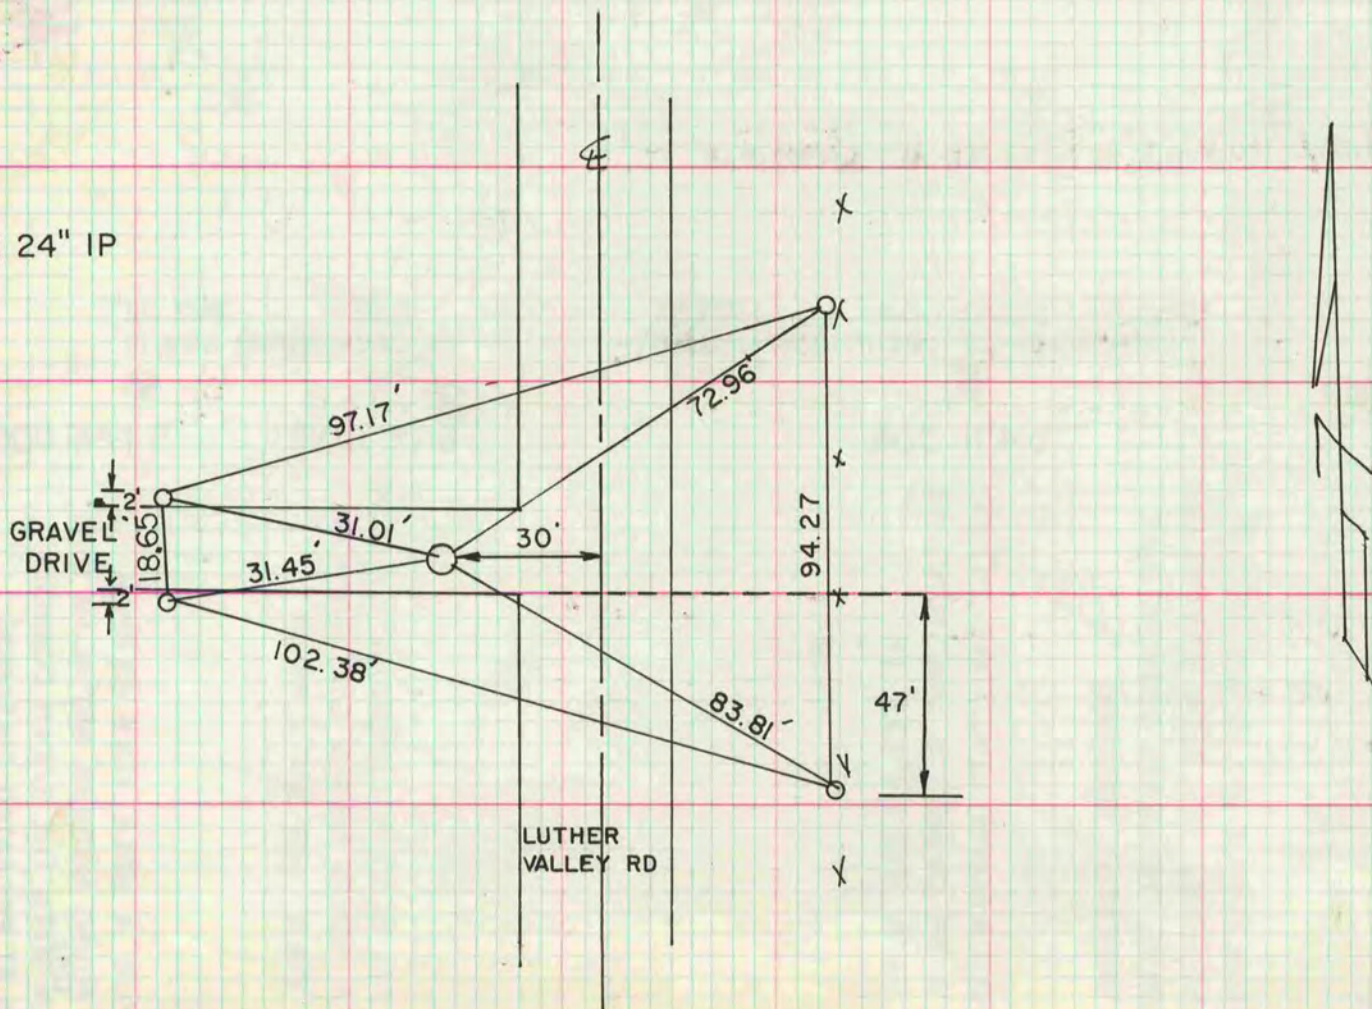 ℄
24" IP
97.17'
72.96'
2'
GRAVEL
DRIVE
18.65'
31.01'
30'
31.45'
94.27
2'
102.38'
83.81'
47'
LUTHER
VALLEY RD